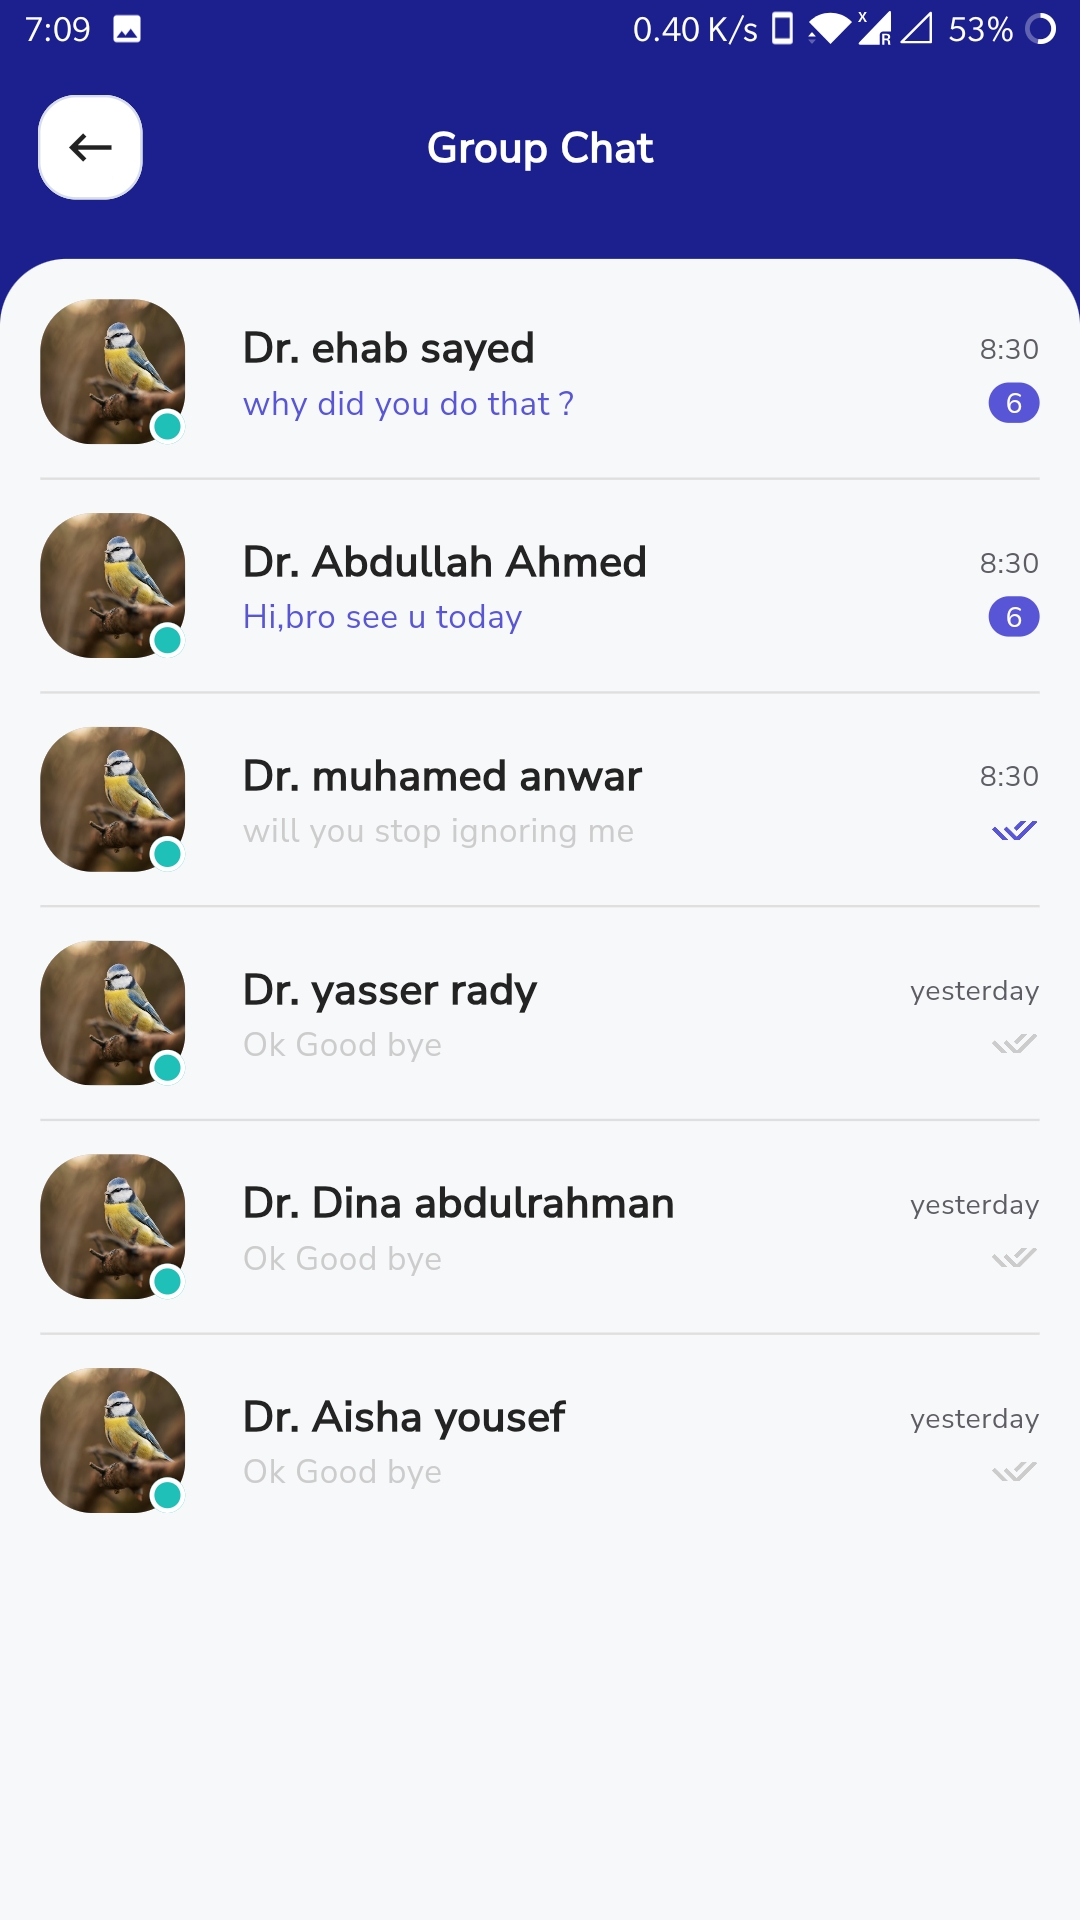 7:09 0.40 K/s X R 53%
Group Chat
Dr. ehab sayed 8:30
why did you do that ? 6
Dr. Abdullah Ahmed 8:30
Hi,bro see u today 6
Dr. muhamed anwar 8:30
will you stop ignoring me
Dr. yasser rady yesterday
Ok Good bye
Dr. Dina abdulrahman yesterday
Ok Good bye
Dr. Aisha yousef yesterday
Ok Good bye